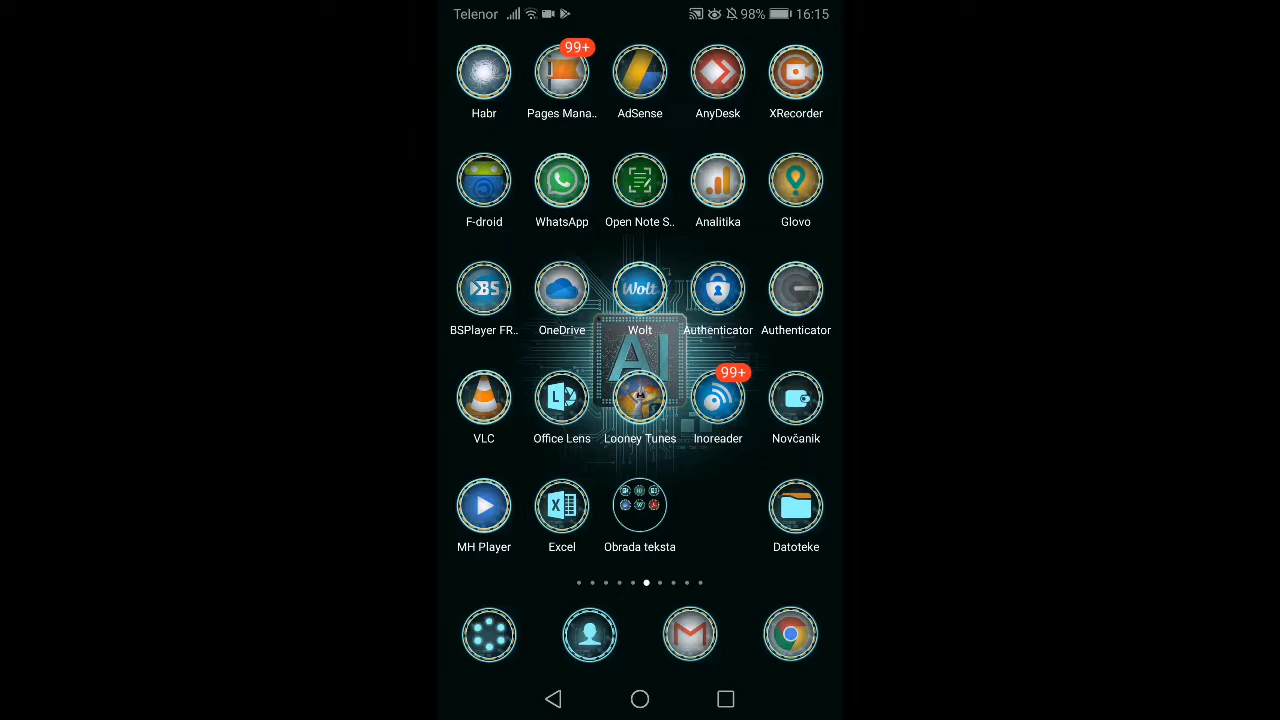 Telenor 98% 16:15
99+
Habr Pages Mana.. AdSense AnyDesk XRecorder
F-droid WhatsApp Open Note S.. Analitika Glovo
BS Wolt
BSPlayer FR.. OneDrive Wolt Authenticator Authenticator
AI
99+
VLC Office Lens Looney Tunes Inoreader Novčanik
MH Player Excel Obrada teksta Datoteke